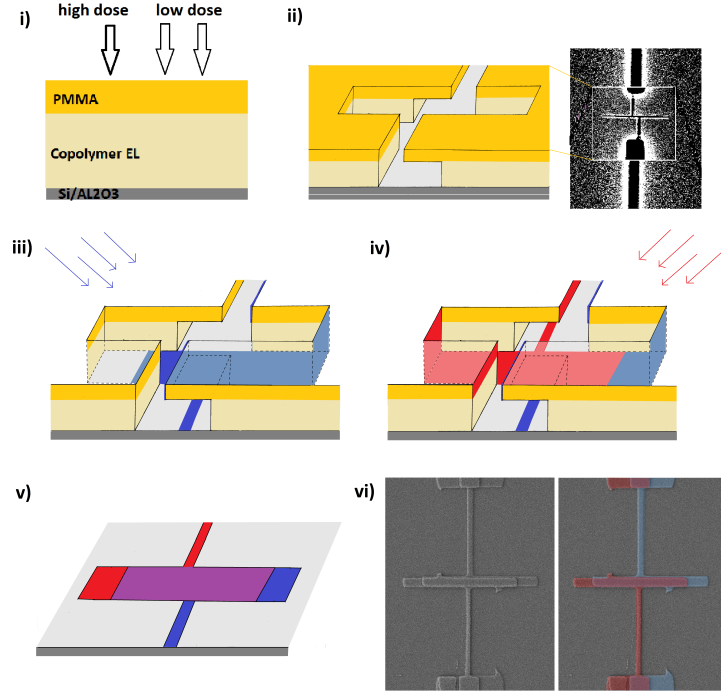 i)
high dose
low dose
PMMA
Copolymer EL
Si/AL2O3
ii)
iii)
iv)
v)
vi)